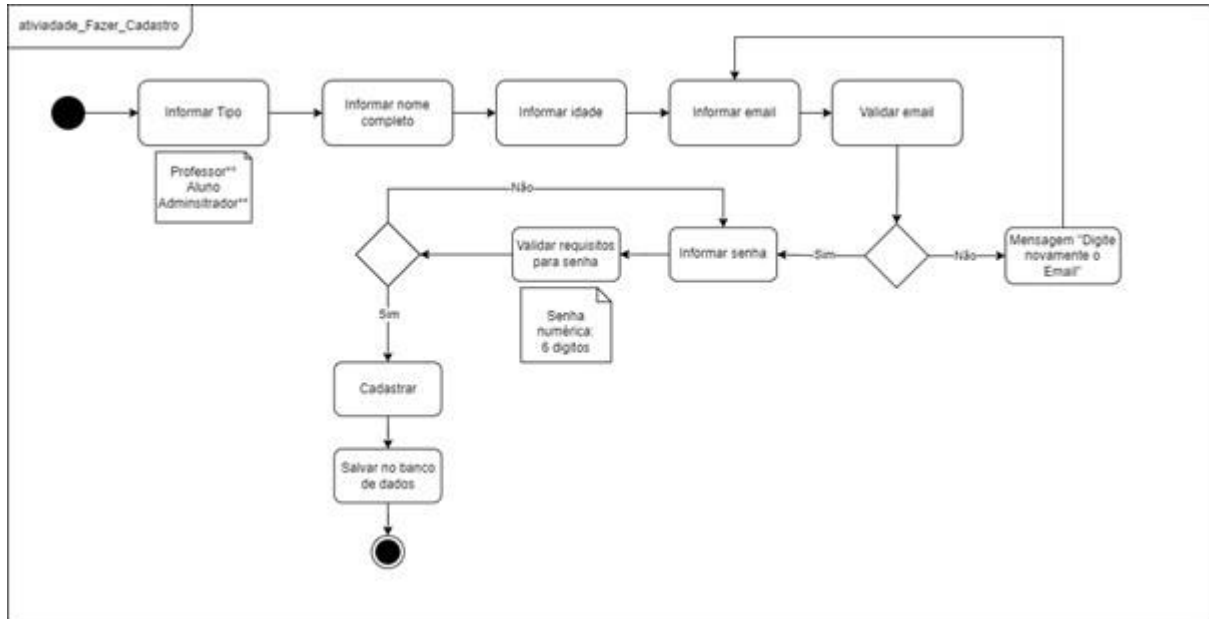 ativiadade_Fazer_Cadastro
Informar Tipo
Informar nome
completo
Informar idade
Informar email
Validar email
Professor**
Aluno
Adminsitrador**
Não
Validar requisitos
para senha
Informar senha
Sim
Não
Mensagem "Digite
novamente o
Email"
Senha
numérica:
6 digitos
Sim
Cadastrar
Salvar no banco
de dados